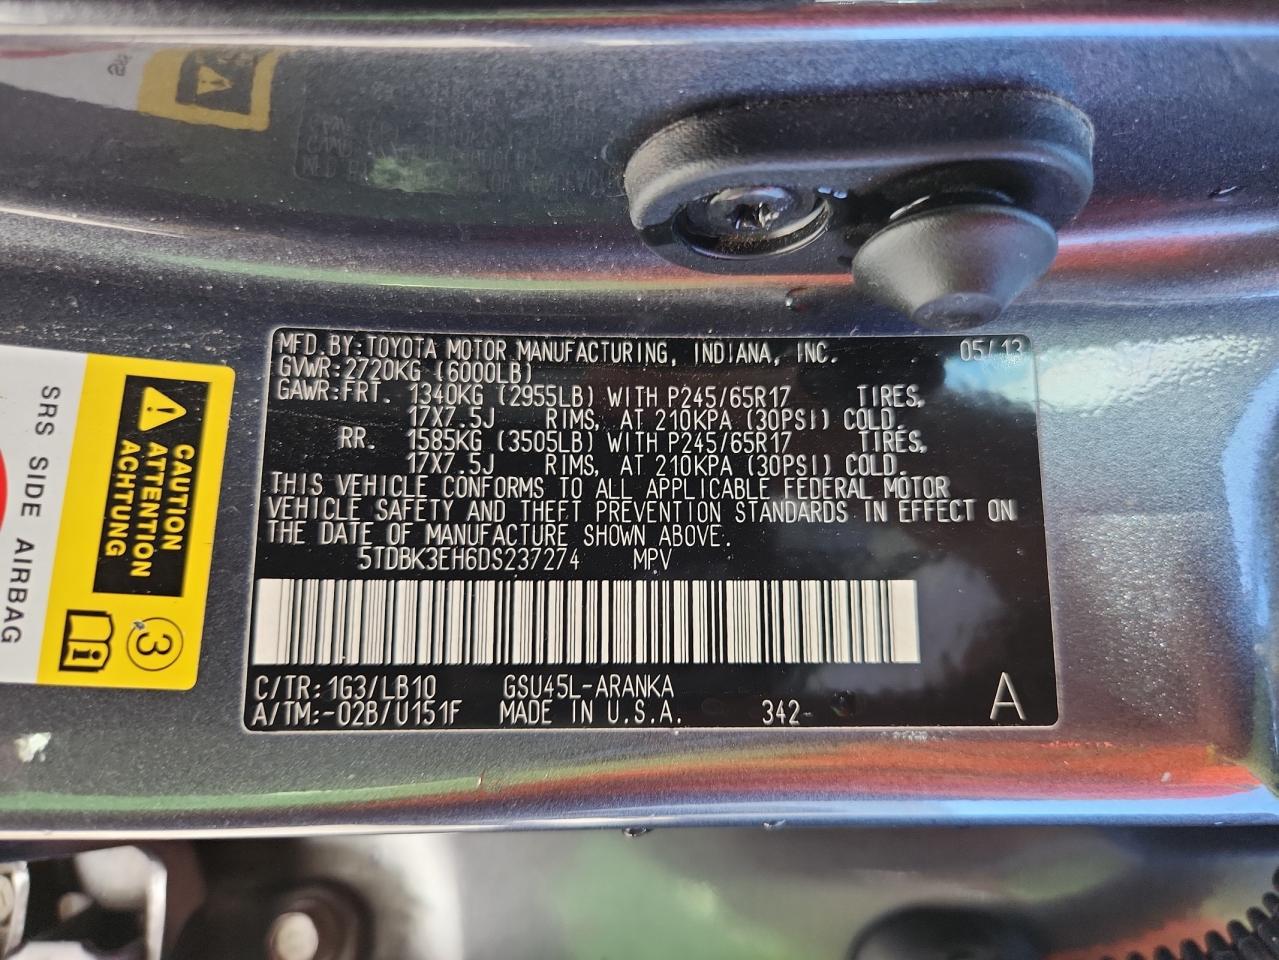 MFD.BY:TOYOTA MOTOR MANUFACTURING, INDIANA, INC. 05/13
GVWR:2720KG (6000LB)
GAWR:FRT. 1340KG (2955LB) WITH P245/65R17 TIRES,
17X7.5J RIMS, AT 210KPA (30PSI) COLD.
RR. 1585KG (3505LB) WITH P245/65R17 TIRES,
17X7.5J RIMS, AT 210KPA (30PSI) COLD.
THIS VEHICLE CONFORMS TO ALL APPLICABLE FEDERAL MOTOR
VEHICLE SAFETY AND THEFT PREVENTION STANDARDS IN EFFECT ON
THE DATE OF MANUFACTURE SHOWN ABOVE.
5TDBK3EH6DS237274 MPV
C/TR:1G3/LB10 GSU45L-ARANKA
A/TM:-02B/U151F MADE IN U.S.A. 342- A
CAUTION
ATTENTION
ACHTUNG
SRS SIDE AIRBAG
3
i